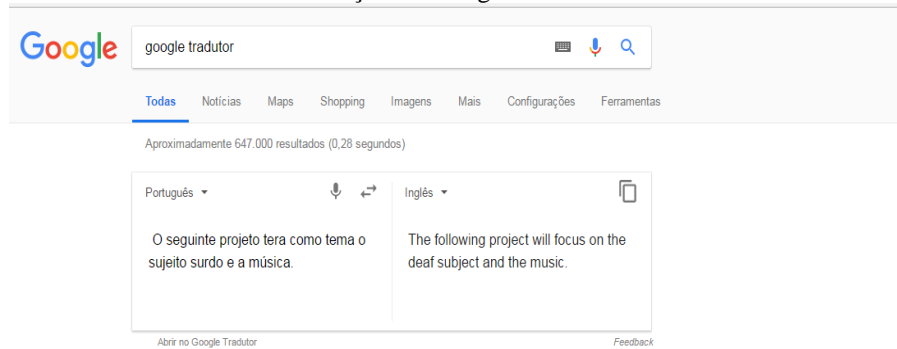 Google
google tradutor
Todas Notícias Maps Shopping Imagens Mais Configurações Ferramentas
Aproximadamente 647.000 resultados (0,28 segundos)
Português Inglês
O seguinte projeto tera como tema o
sujeito surdo e a música.
The following project will focus on the
deaf subject and the music.
Abrir no Google Tradutor Feedback